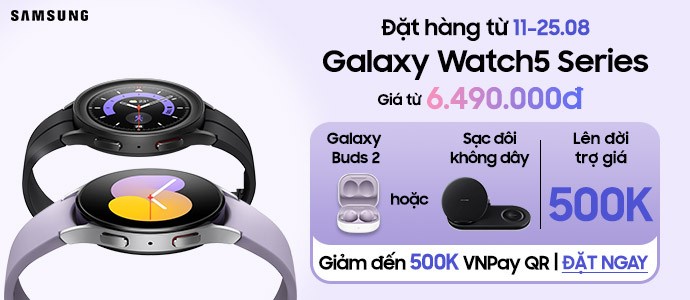 SAMSUNG
Đặt hàng từ 11-25.08
Galaxy Watch5 Series
Giá từ 6.490.000đ
Galaxy
Buds 2
hoặc
Sạc đôi
không dây
Lên đời
trợ giá
500K
Giảm đến 500K VNPay QR | ĐẶT NGAY